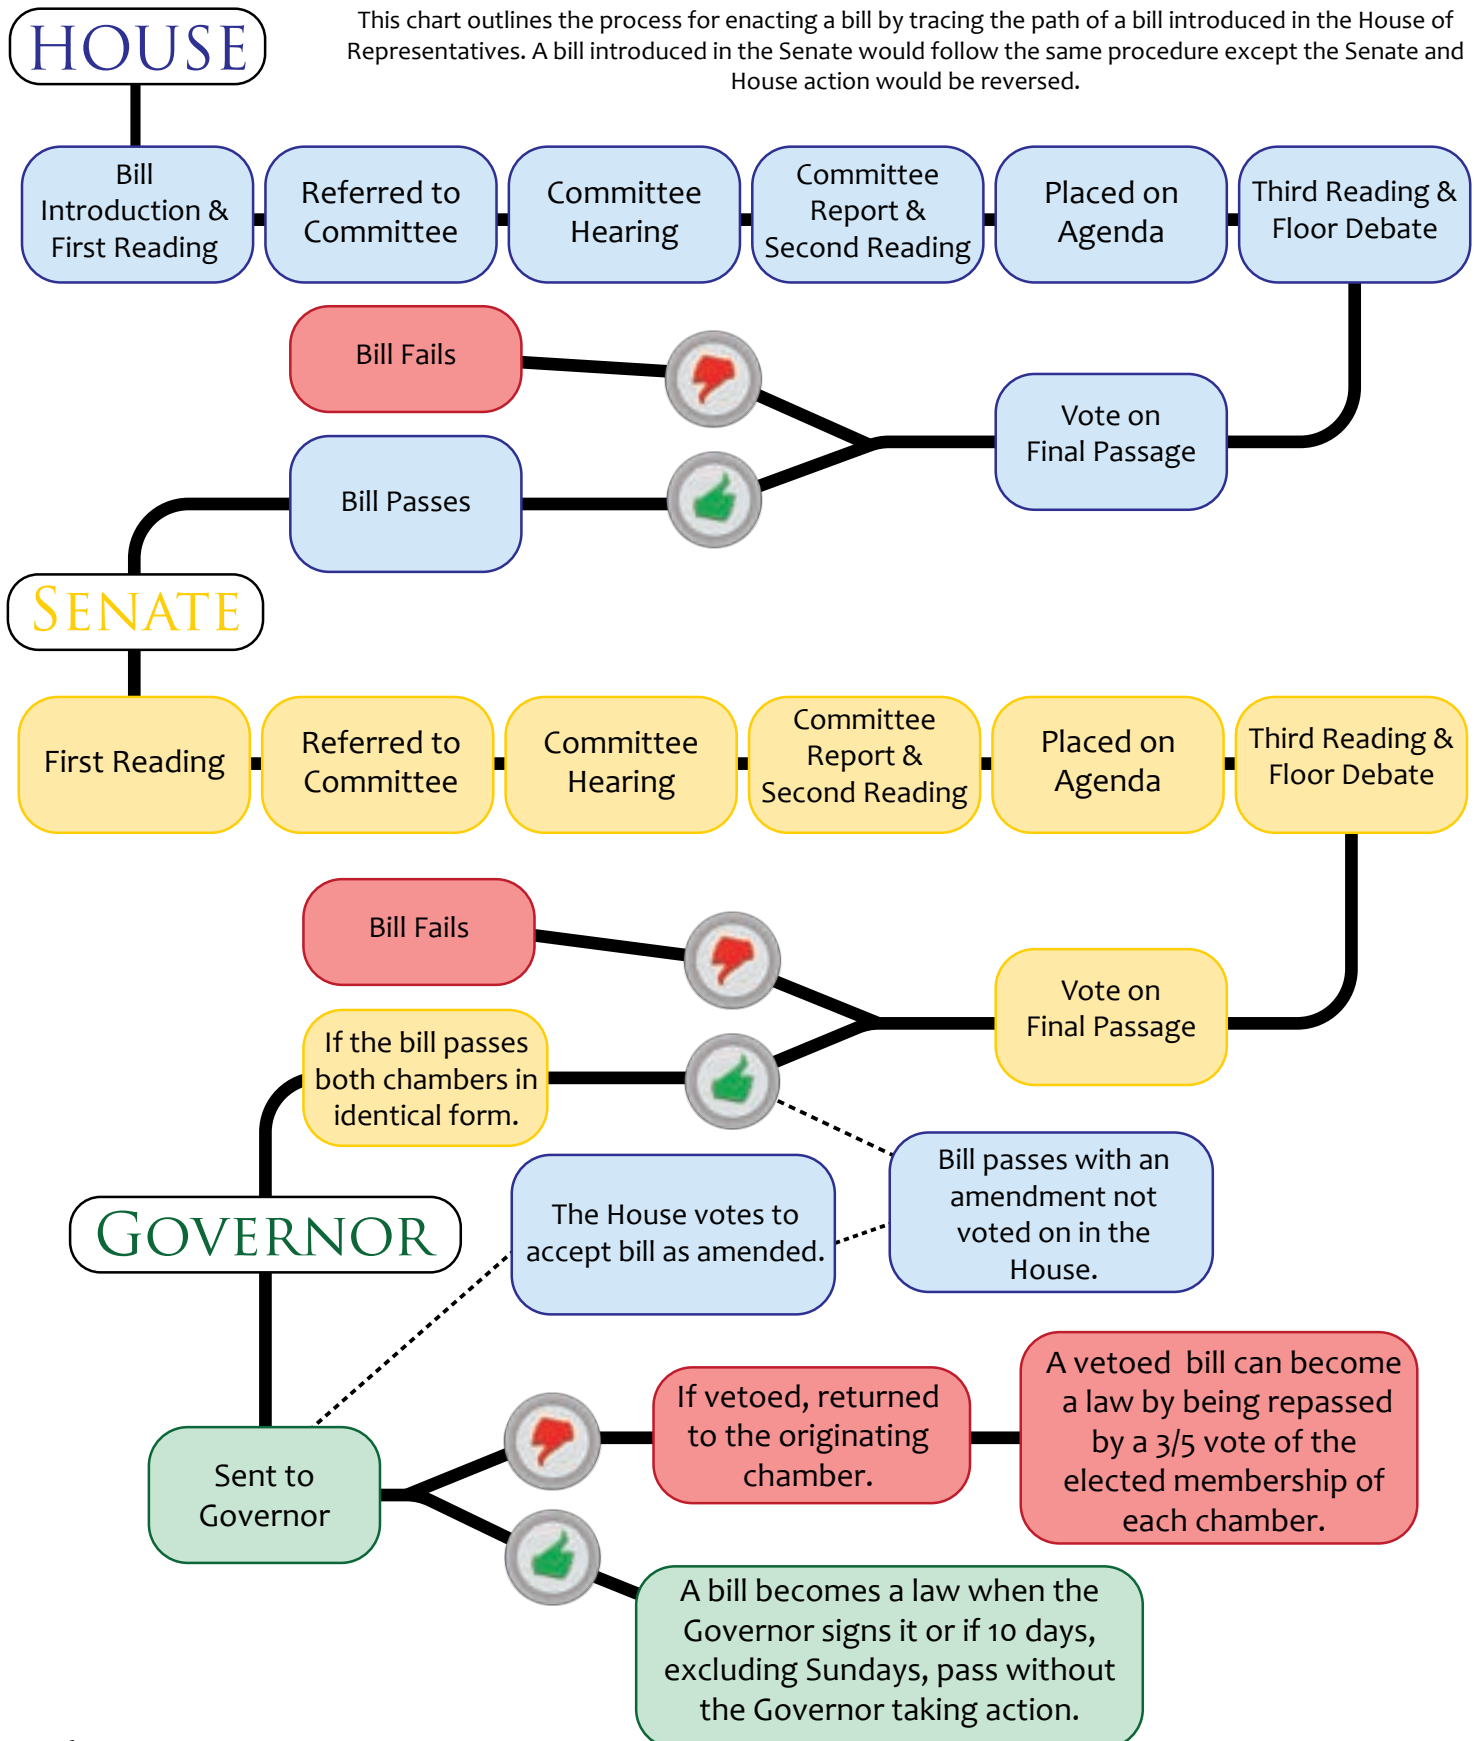 HOUSE
This chart outlines the process for enacting a bill by tracing the path of a bill introduced in the House of
Representatives. A bill introduced in the Senate would follow the same procedure except the Senate and
House action would be reversed.
Bill
Introduction &
First Reading
Referred to
Committee
Committee
Hearing
Committee
Report &
Second Reading
Placed on
Agenda
Third Reading &
Floor Debate
Bill Fails
Vote on
Final Passage
Bill Passes
SENATE
First Reading
Referred to
Committee
Committee
Hearing
Committee
Report &
Second Reading
Placed on
Agenda
Third Reading &
Floor Debate
Bill Fails
Vote on
Final Passage
If the bill passes
both chambers in
identical form.
Bill passes with an
amendment not
voted on in the
House.
The House votes to
accept bill as amended.
GOVERNOR
Sent to
Governor
If vetoed, returned
to the originating
chamber.
A vetoed bill can become
a law by being repassed
by a 3/5 vote of the
elected membership of
each chamber.
A bill becomes a law when the
Governor signs it or if 10 days,
excluding Sundays, pass without
the Governor taking action.